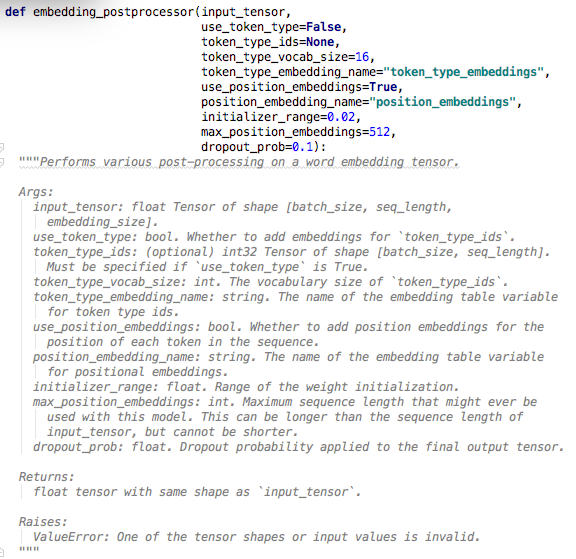 def embedding_postprocessor(input_tensor,
                            use_token_type=False,
                            token_type_ids=None,
                            token_type_vocab_size=16,
                            token_type_embedding_name="token_type_embeddings",
                            use_position_embeddings=True,
                            position_embedding_name="position_embeddings",
                            initializer_range=0.02,
                            max_position_embeddings=512,
                            dropout_prob=0.1):
  """Performs various post-processing on a word embedding tensor.

  Args:
    input_tensor: float Tensor of shape [batch_size, seq_length,
      embedding_size].
    use_token_type: bool. Whether to add embeddings for `token_type_ids`.
    token_type_ids: (optional) int32 Tensor of shape [batch_size, seq_length].
      Must be specified if `use_token_type` is True.
    token_type_vocab_size: int. The vocabulary size of `token_type_ids`.
    token_type_embedding_name: string. The name of the embedding table variable
      for token type ids.
    use_position_embeddings: bool. Whether to add position embeddings for the
      position of each token in the sequence.
    position_embedding_name: string. The name of the embedding table variable
      for positional embeddings.
    initializer_range: float. Range of the weight initialization.
    max_position_embeddings: int. Maximum sequence length that might ever be
      used with this model. This can be longer than the sequence length of
      input_tensor, but cannot be shorter.
    dropout_prob: float. Dropout probability applied to the final output tensor.

  Returns:
    float tensor with same shape as `input_tensor`.

  Raises:
    ValueError: One of the tensor shapes or input values is invalid.
  """